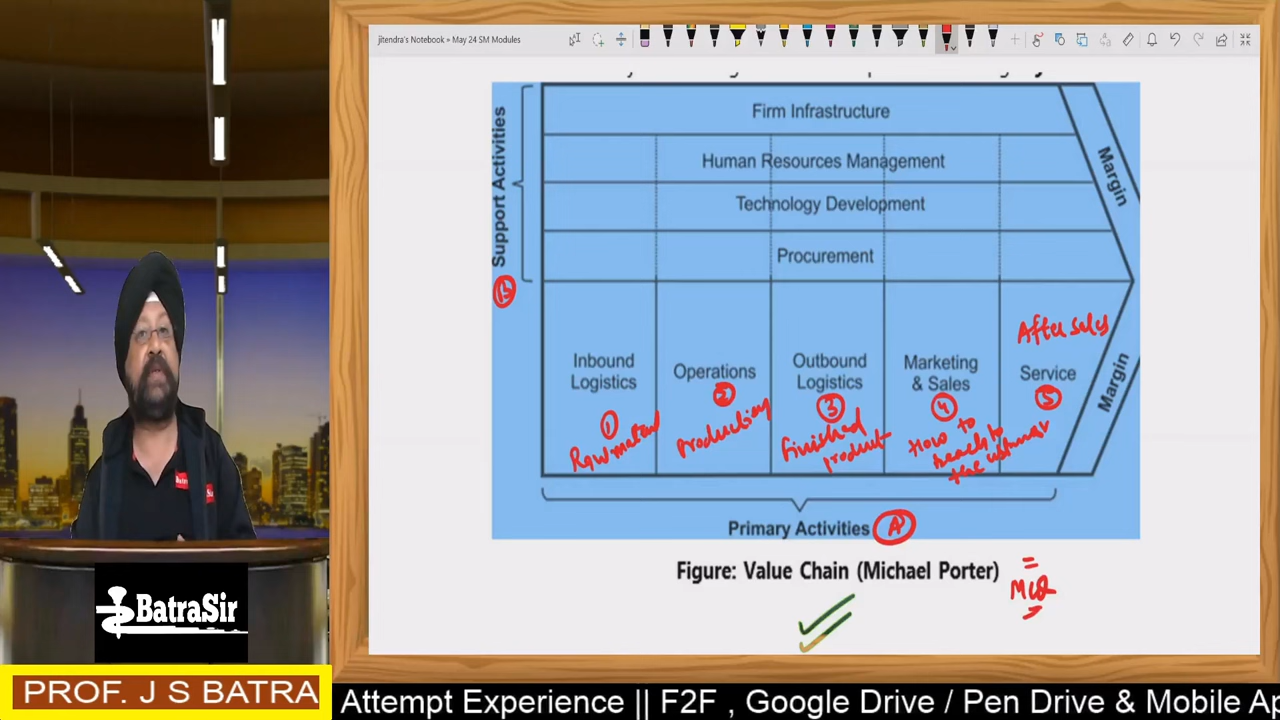 jitendra's Notebook » May 24 SM Modules
Support Activities
B
Firm Infrastructure
Human Resources Management
Technology Development
Procurement
Margin
Inbound
Logistics
1
Raw material
Operations
2
Production
Outbound
Logistics
3
Finished
product
Marketing
& Sales
4
How to
reach to
the customer
After sales
Service
5
Margin
Primary Activities
A
Figure: Value Chain (Michael Porter)
MCQ
Batra
Sir
BatraSir
PROF. J S BATRA
Attempt Experience || F2F , Google Drive / Pen Drive & Mobile Ap